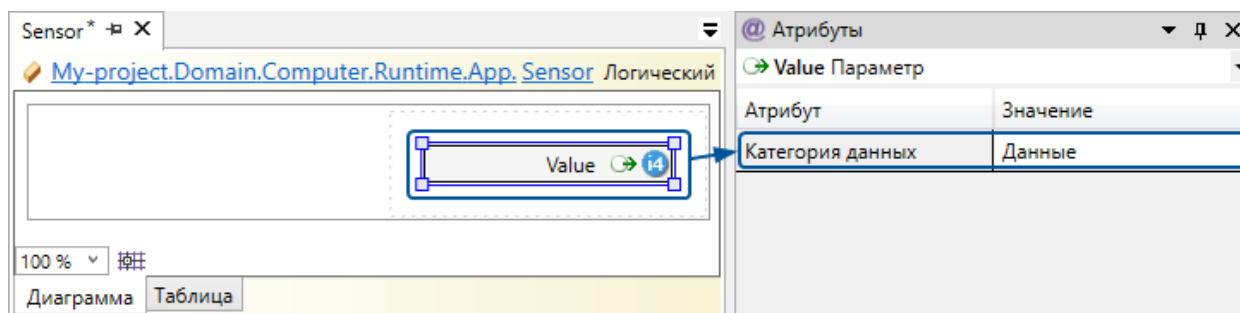 Sensor*
My-project.Domain.Computer.Runtime.App. Sensor Логический
Value i4
100 %
Диаграмма Таблица
@ Атрибуты
Value Параметр
Атрибут Значение
Категория данных Данные